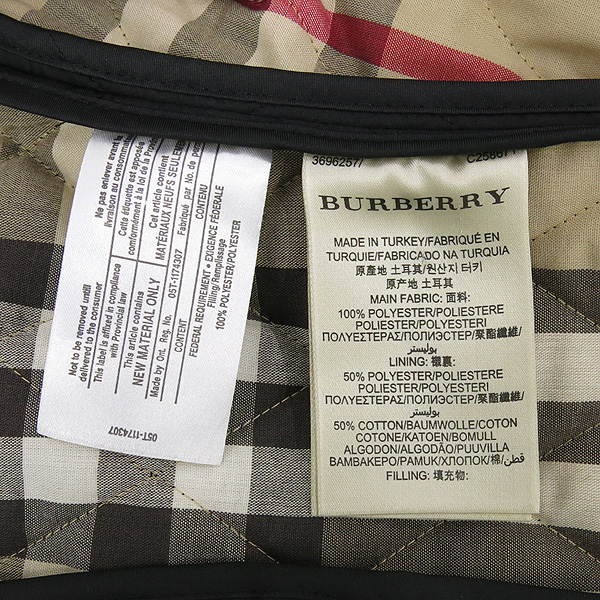 Not to be removed until
delivered to the consumer
This label is affixed in compliance
with Provincial law
This article contains
NEW MATERIAL ONLY
Made by Ont. Reg. No. 05T-1174307
CONTENT
FEDERAL REQUIREMENT • EXIGENCE FÉDÉRALE
Filling/Remplissage
100% POLYESTER/POLYESTER
Ne pas enlever avant la
livraison au consommateur
Cette étiquette est apposée
conformément à la loi de la
Cet article contient
MATÉRIAUX NEUFS SEULEMENT
Fabriqué par No. de
CONTENU
05T-1174307
3696257/
BURBERRY
MADE IN TURKEY/FABRIQUÉ EN
TURQUIE/FABRICADO NA TURQUIA
原產地 土耳其/원산지 터키
原产地 土耳其
MAIN FABRIC: 面料:
100% POLYESTER/POLIESTERE
POLIESTER/POLYESTERI
ΠΟΛΥΕΣΤΕΡΑΣ/ПОЛИЭСТЕР/聚酯纖維/
بوليستر
LINING: 襯裏:
50% POLYESTER/POLIESTERE
POLIESTER/POLYESTERI
ΠΟΛΥΕΣΤΕΡΑΣ/ПОЛИЭСТЕР/聚酯纖維/
بوليستر
50% COTTON/BAUMWOLLE/COTON
COTONE/KATOEN/BOMULL
ALGODON/ALGODÃO/PUUVILLA
ΒΑΜΒΑΚΕΡΟ/PAMUK/ХЛОПОК/棉/قطن
FILLING: 填充物: